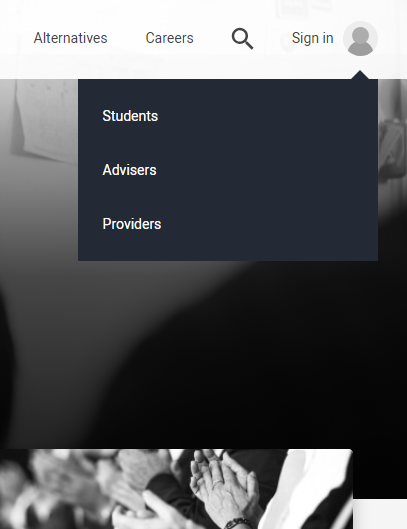 Alternatives
Careers
Sign in
Students
Advisers
Providers